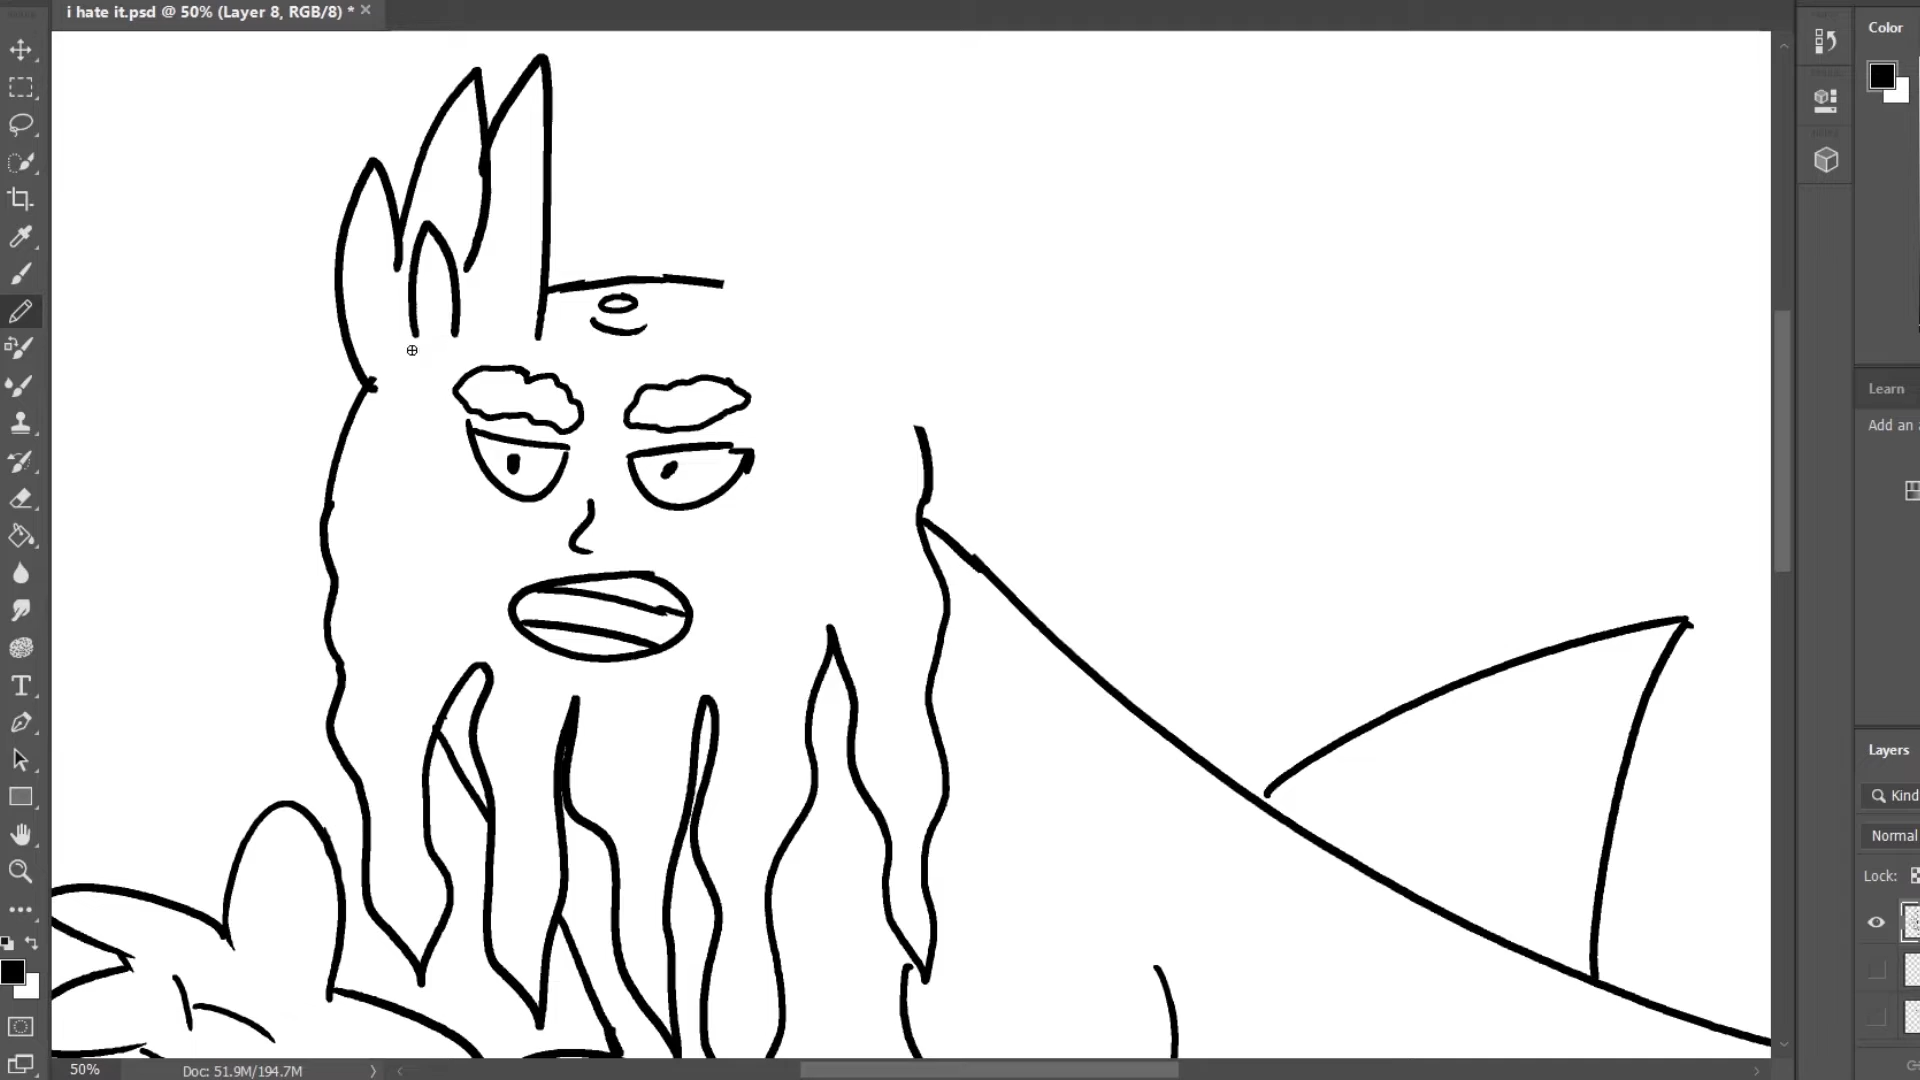 i hate it.psd @ 50% (Layer 8, RGB/8) *
Color
Learn
Add an a
Layers
Kind
Normal
Lock:
50%
Doc: 51.9M/194.7M